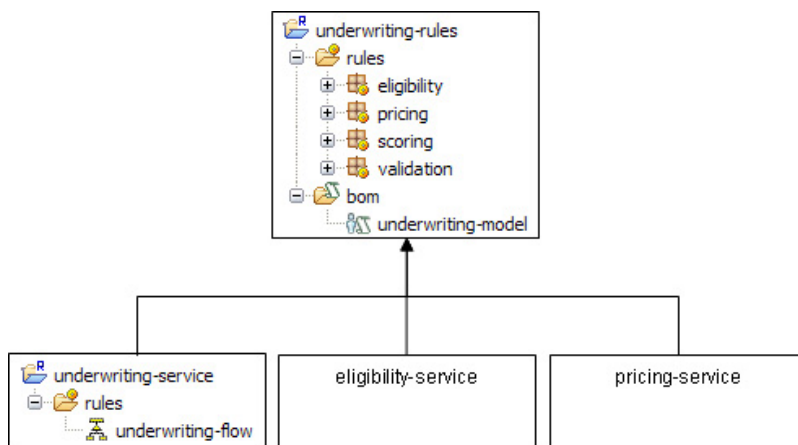 underwriting-rules
rules
eligibility
pricing
scoring
validation
bom
underwriting-model
underwriting-service
rules
underwriting-flow
eligibility-service
pricing-service